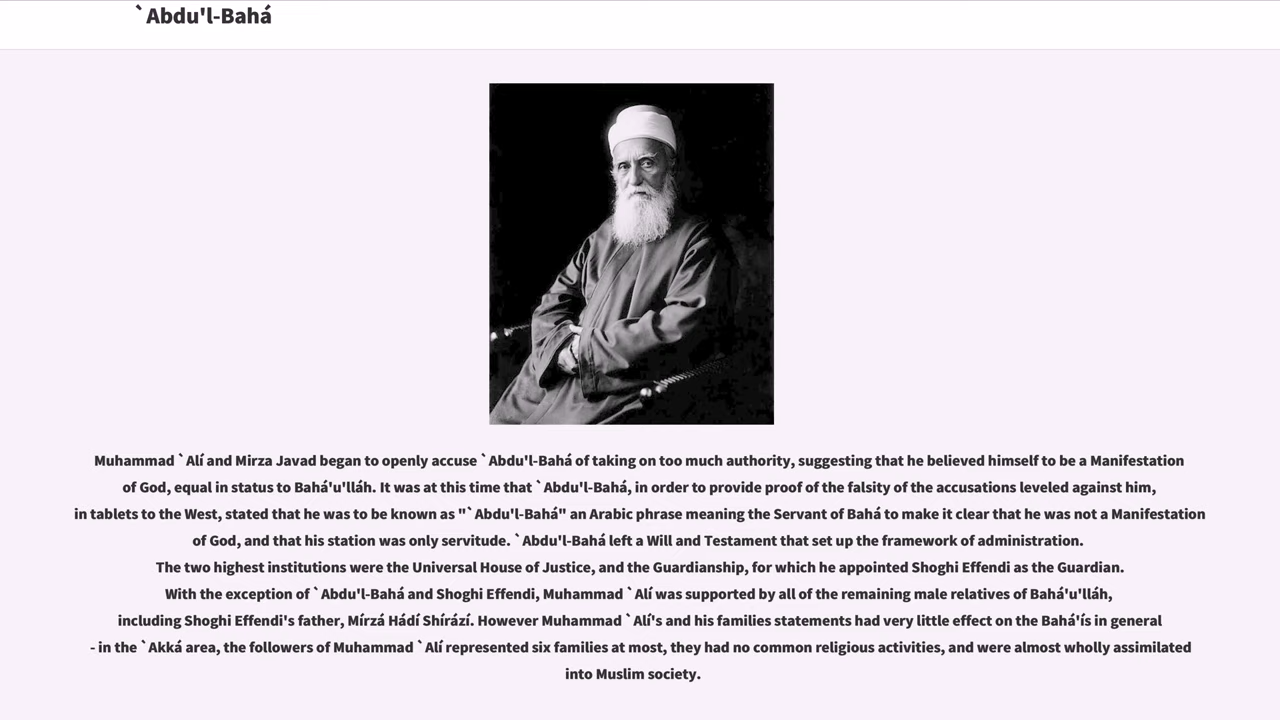 `Abdu'l-Bahá
Muhammad `Alí and Mirza Javad began to openly accuse `Abdu'l-Bahá of taking on too much authority, suggesting that he believed himself to be a Manifestation
of God, equal in status to Bahá'u'lláh. It was at this time that `Abdu'l-Bahá, in order to provide proof of the falsity of the accusations leveled against him,
in tablets to the West, stated that he was to be known as "`Abdu'l-Bahá" an Arabic phrase meaning the Servant of Bahá to make it clear that he was not a Manifestation
of God, and that his station was only servitude. `Abdu'l-Bahá left a Will and Testament that set up the framework of administration.
The two highest institutions were the Universal House of Justice, and the Guardianship, for which he appointed Shoghi Effendi as the Guardian.
With the exception of `Abdu'l-Bahá and Shoghi Effendi, Muhammad `Alí was supported by all of the remaining male relatives of Bahá'u'lláh,
including Shoghi Effendi's father, Mírzá Hádí Shírází. However Muhammad `Alí's and his families statements had very little effect on the Bahá'ís in general
- in the `Akká area, the followers of Muhammad `Alí represented six families at most, they had no common religious activities, and were almost wholly assimilated
into Muslim society.